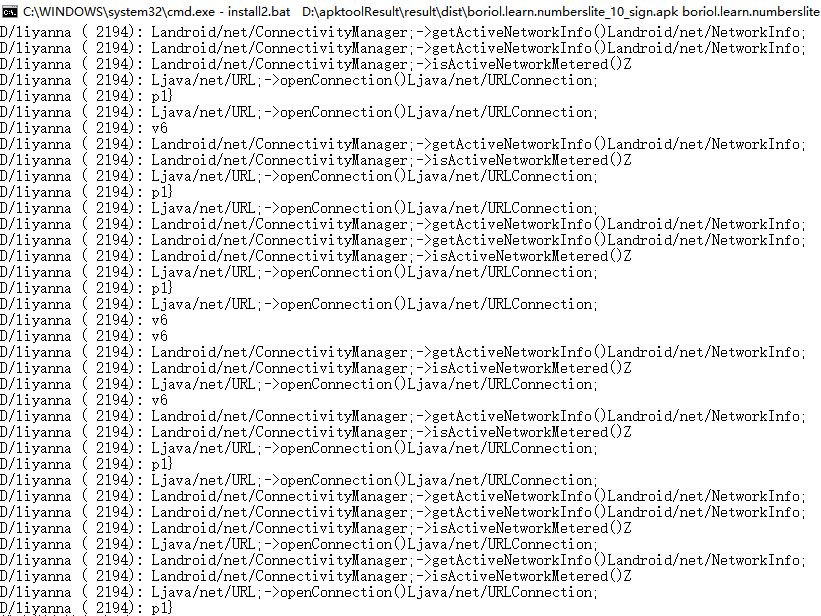 C:\WINDOWS\system32\cmd.exe - install2.bat D:\apktoolResult\result\dist\boriol.learn.numberslite_10_sign.apk boriol.learn.numberslite
D/liyanna ( 2194): Landroid/net/ConnectivityManager;->getActiveNetworkInfo()Landroid/net/NetworkInfo;
D/liyanna ( 2194): Landroid/net/ConnectivityManager;->getActiveNetworkInfo()Landroid/net/NetworkInfo;
D/liyanna ( 2194): Landroid/net/ConnectivityManager;->isActiveNetworkMetered()Z
D/liyanna ( 2194): Ljava/net/URL;->openConnection()Ljava/net/URLConnection;
D/liyanna ( 2194): p1}
D/liyanna ( 2194): Ljava/net/URL;->openConnection()Ljava/net/URLConnection;
D/liyanna ( 2194): v6
D/liyanna ( 2194): Landroid/net/ConnectivityManager;->getActiveNetworkInfo()Landroid/net/NetworkInfo;
D/liyanna ( 2194): Landroid/net/ConnectivityManager;->isActiveNetworkMetered()Z
D/liyanna ( 2194): Ljava/net/URL;->openConnection()Ljava/net/URLConnection;
D/liyanna ( 2194): p1}
D/liyanna ( 2194): Ljava/net/URL;->openConnection()Ljava/net/URLConnection;
D/liyanna ( 2194): Landroid/net/ConnectivityManager;->getActiveNetworkInfo()Landroid/net/NetworkInfo;
D/liyanna ( 2194): Landroid/net/ConnectivityManager;->getActiveNetworkInfo()Landroid/net/NetworkInfo;
D/liyanna ( 2194): Landroid/net/ConnectivityManager;->isActiveNetworkMetered()Z
D/liyanna ( 2194): Ljava/net/URL;->openConnection()Ljava/net/URLConnection;
D/liyanna ( 2194): p1}
D/liyanna ( 2194): Ljava/net/URL;->openConnection()Ljava/net/URLConnection;
D/liyanna ( 2194): v6
D/liyanna ( 2194): v6
D/liyanna ( 2194): Landroid/net/ConnectivityManager;->getActiveNetworkInfo()Landroid/net/NetworkInfo;
D/liyanna ( 2194): Landroid/net/ConnectivityManager;->isActiveNetworkMetered()Z
D/liyanna ( 2194): Ljava/net/URL;->openConnection()Ljava/net/URLConnection;
D/liyanna ( 2194): v6
D/liyanna ( 2194): Landroid/net/ConnectivityManager;->getActiveNetworkInfo()Landroid/net/NetworkInfo;
D/liyanna ( 2194): Landroid/net/ConnectivityManager;->isActiveNetworkMetered()Z
D/liyanna ( 2194): Ljava/net/URL;->openConnection()Ljava/net/URLConnection;
D/liyanna ( 2194): p1}
D/liyanna ( 2194): Ljava/net/URL;->openConnection()Ljava/net/URLConnection;
D/liyanna ( 2194): Landroid/net/ConnectivityManager;->getActiveNetworkInfo()Landroid/net/NetworkInfo;
D/liyanna ( 2194): Landroid/net/ConnectivityManager;->getActiveNetworkInfo()Landroid/net/NetworkInfo;
D/liyanna ( 2194): Landroid/net/ConnectivityManager;->isActiveNetworkMetered()Z
D/liyanna ( 2194): Ljava/net/URL;->openConnection()Ljava/net/URLConnection;
D/liyanna ( 2194): Landroid/net/ConnectivityManager;->getActiveNetworkInfo()Landroid/net/NetworkInfo;
D/liyanna ( 2194): Landroid/net/ConnectivityManager;->isActiveNetworkMetered()Z
D/liyanna ( 2194): Ljava/net/URL;->openConnection()Ljava/net/URLConnection;
D/liyanna ( 2194): p1}